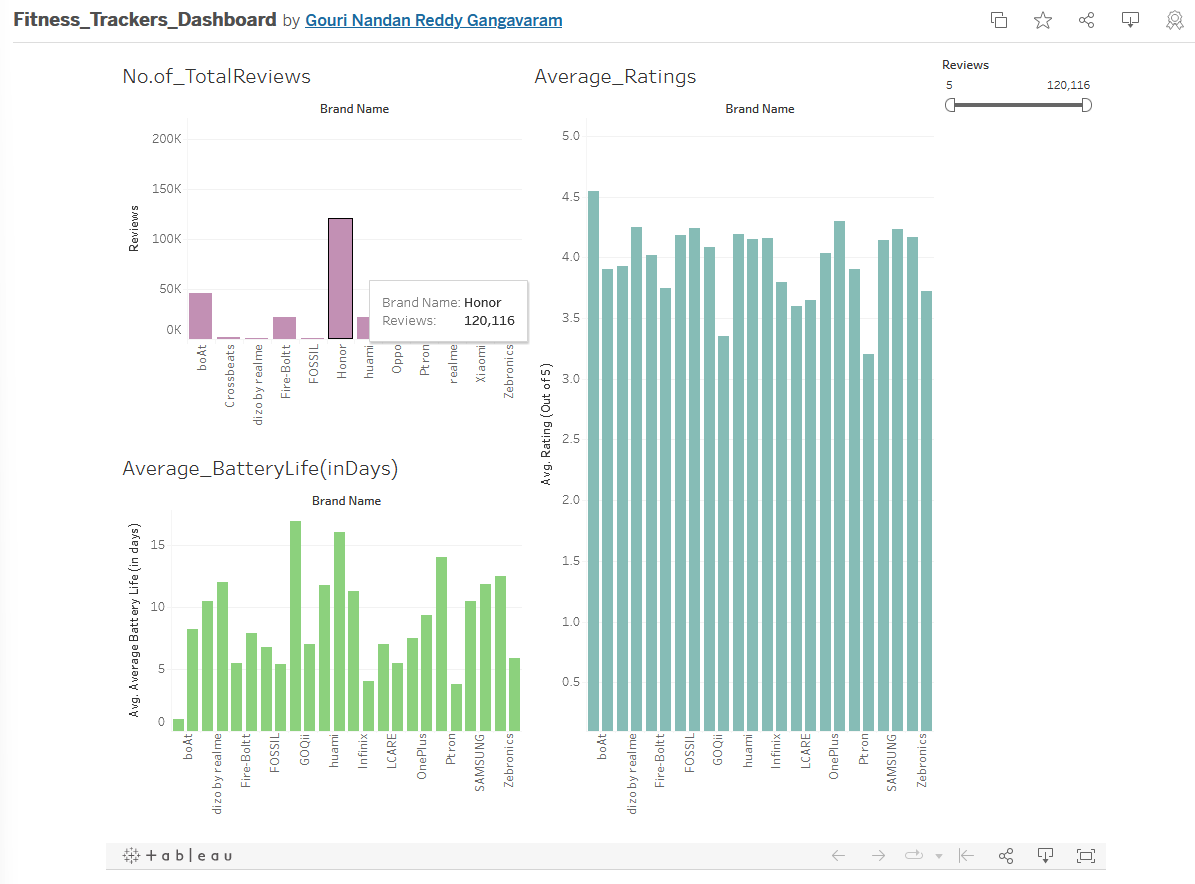 Fitness_Trackers_Dashboard by Gouri Nandan Reddy Gangavaram
No.of_TotalReviews
Brand Name
Reviews
200K
150K
100K
50K
0K
boAt
Crossbeats
dizo by realme
Fire-Boltt
FOSSIL
Honor
huami
Oppo
Ptron
realme
Xiaomi
Zebronics
Brand Name: Honor
Reviews: 120,116
Average_BatteryLife(inDays)
Brand Name
Avg. Average Battery Life (in days)
15
10
5
0
boAt
dizo by realme
Fire-Boltt
FOSSIL
GOQii
huami
Infinix
LCARE
OnePlus
Ptron
SAMSUNG
Zebronics
Average_Ratings
Brand Name
Avg. Rating (Out of 5)
5.0
4.5
4.0
3.5
3.0
2.5
2.0
1.5
1.0
0.5
boAt
dizo by realme
Fire-Boltt
FOSSIL
GOQii
huami
Infinix
LCARE
OnePlus
Ptron
SAMSUNG
Zebronics
Reviews
5 120,116
+ a b l e a u